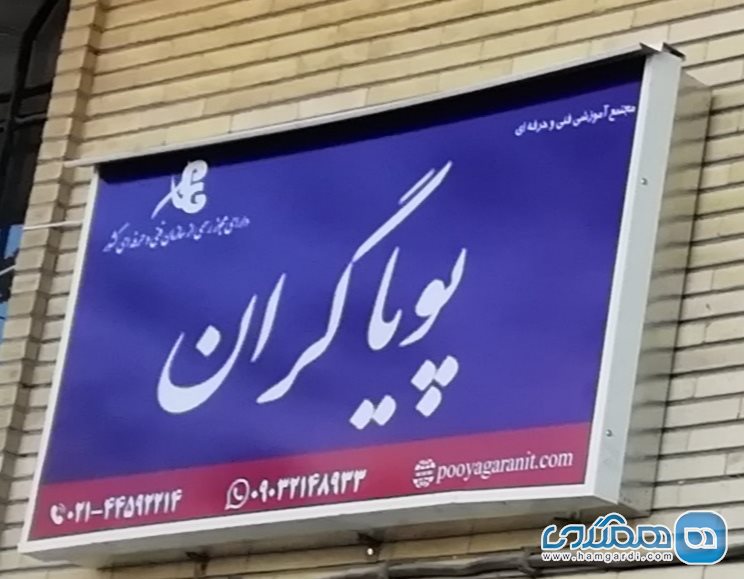 مجتمع آموزشی فنی و حرفه ای
دارای مجوز رسمی از سازمان فنی و حرفه ای کشور
پویاگران
pooyagaranit.com
۰۹۰۳۲۱۴۸۹۳۳
۰۲۱-۴۴۵۹۲۲۱۴
همگردی
www.hamgardi.com